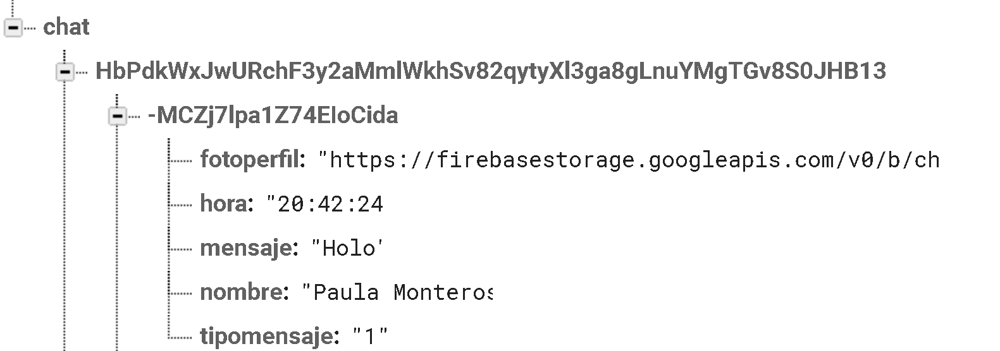 chat
HbPdkWxJwURchF3y2aMmlWkhSv82qytyXl3ga8gLnuYMgTGv8S0JHB13
-MCZj7lpa1Z74EIoCida
fotoperfil: "https://firebasestorage.googleapis.com/v0/b/ch
hora: "20:42:24
mensaje: "Holo'
nombre: "Paula Monteros
tipomensaje: "1"